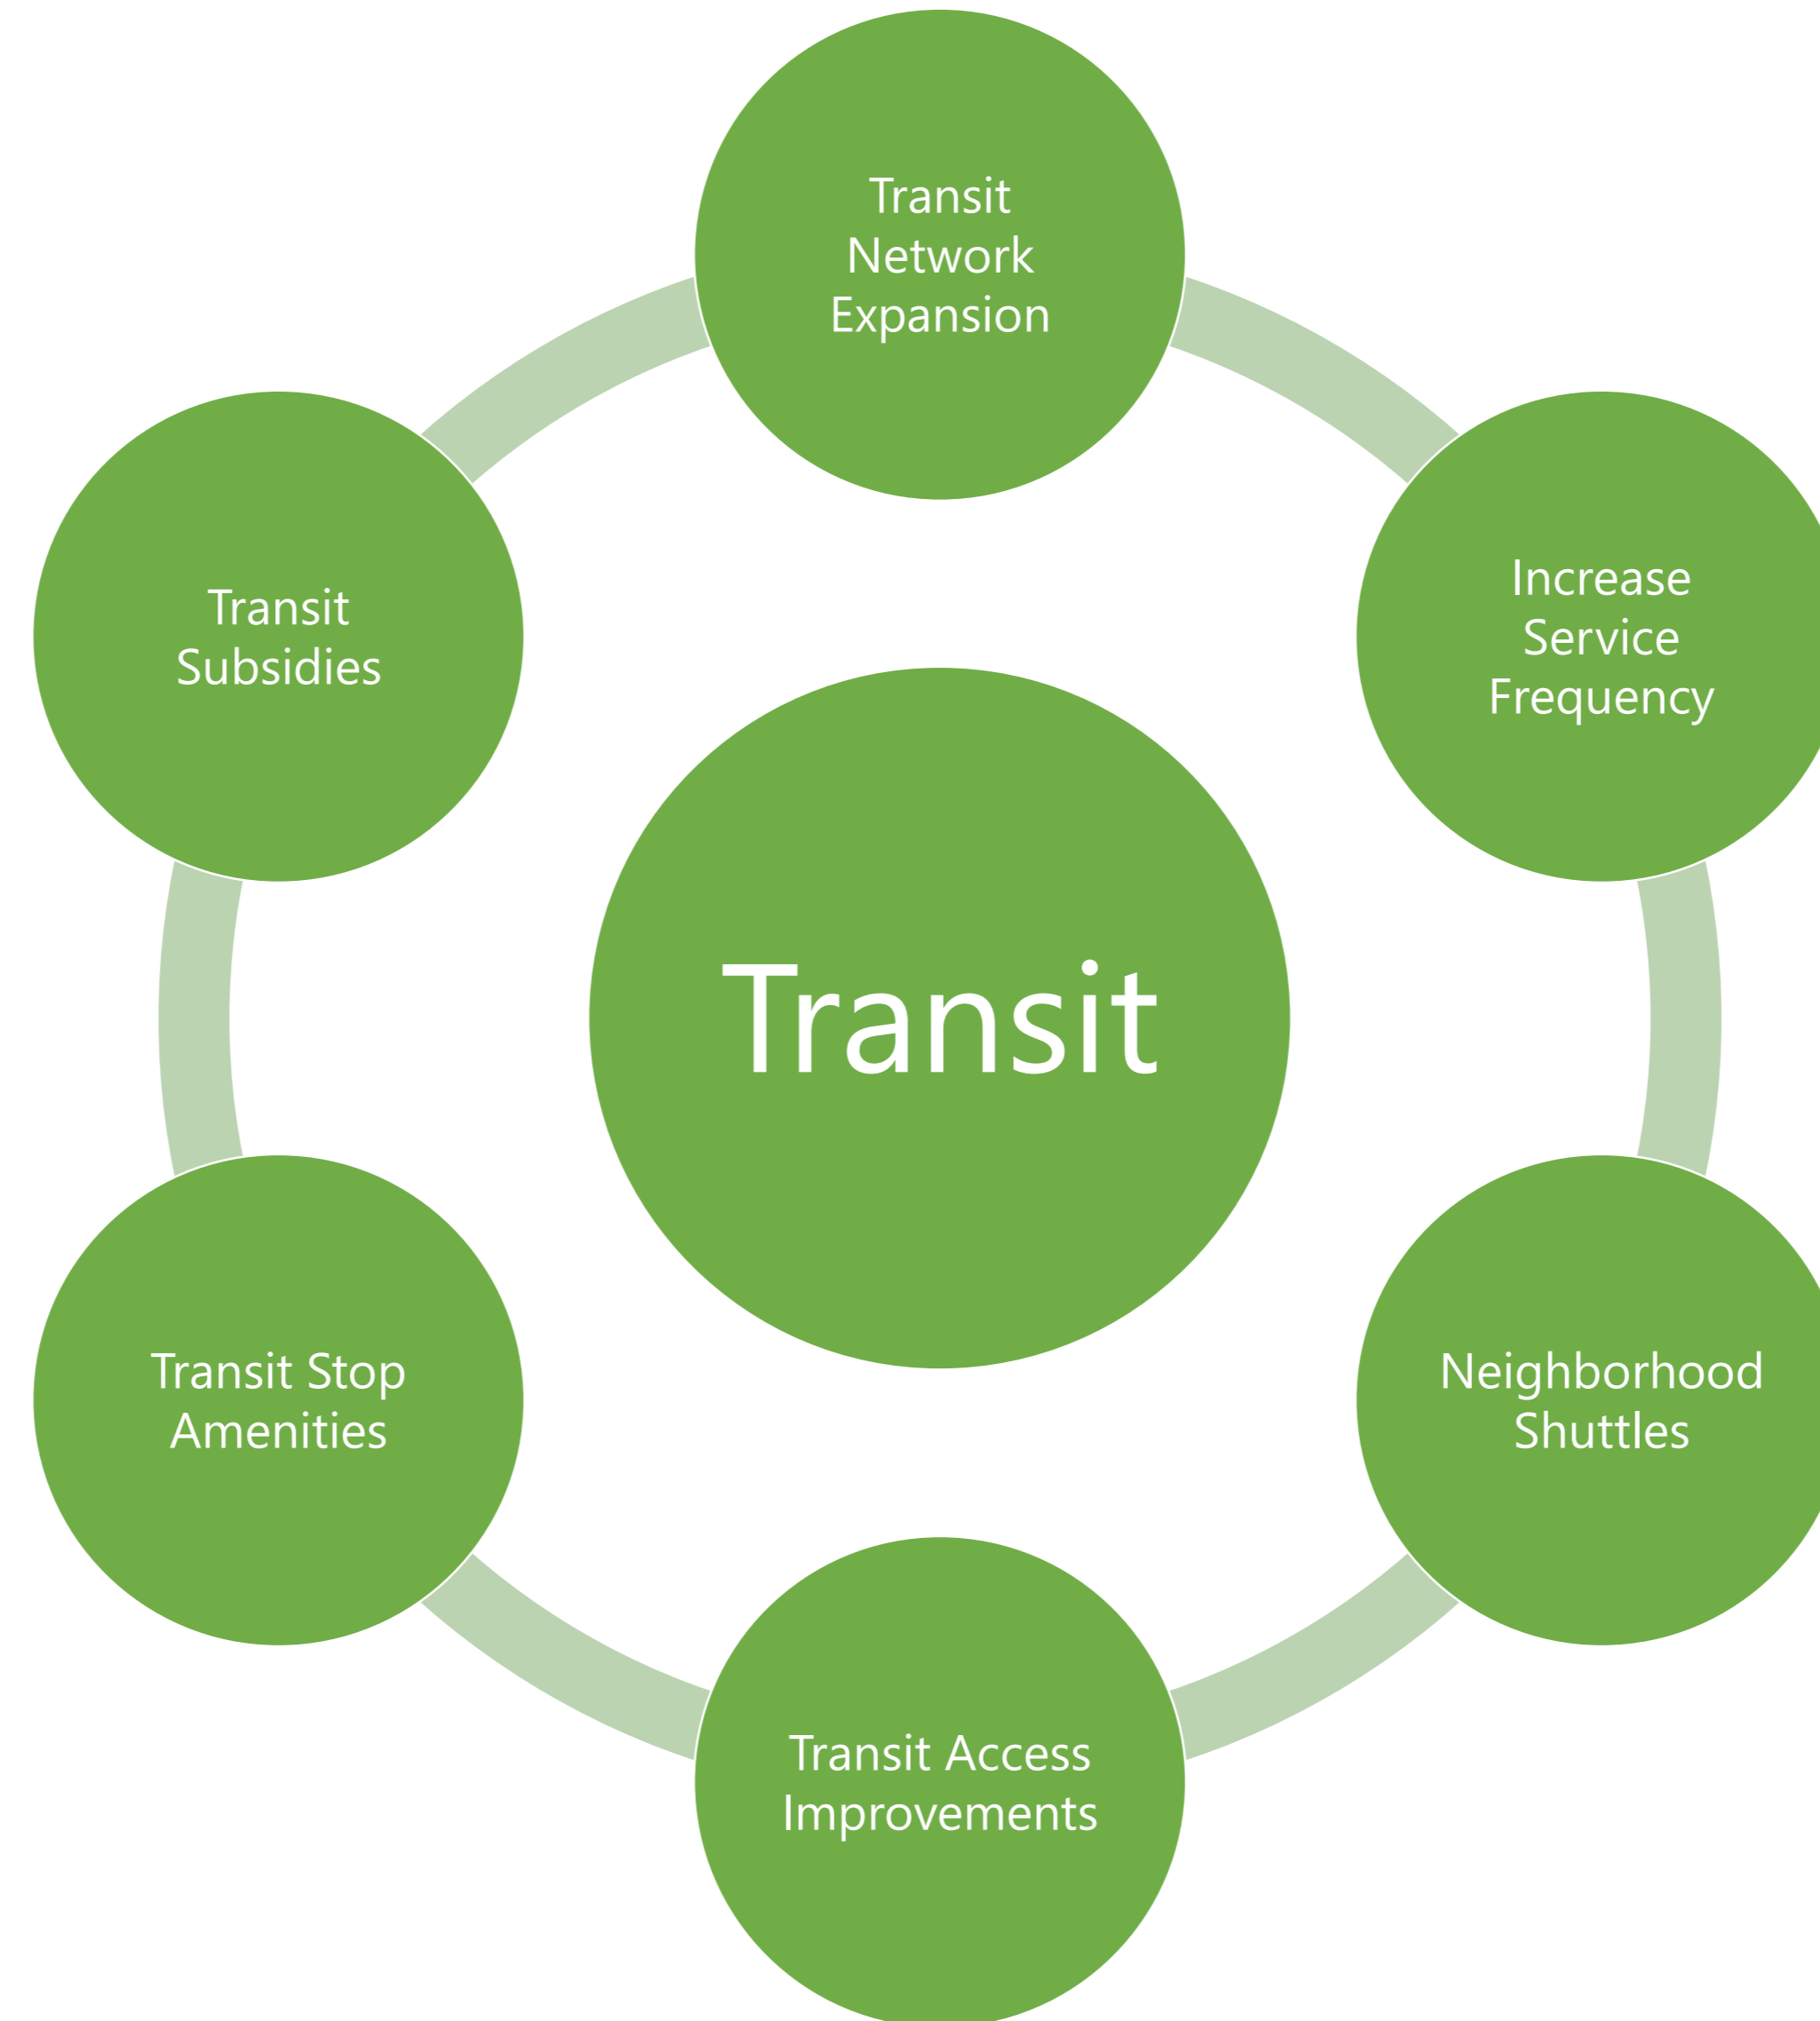 Transit
Network
Expansion
Increase
Service
Frequency
Neighborhood
Shuttles
Transit Access
Improvements
Transit Stop
Amenities
Transit
Subsidies
Transit